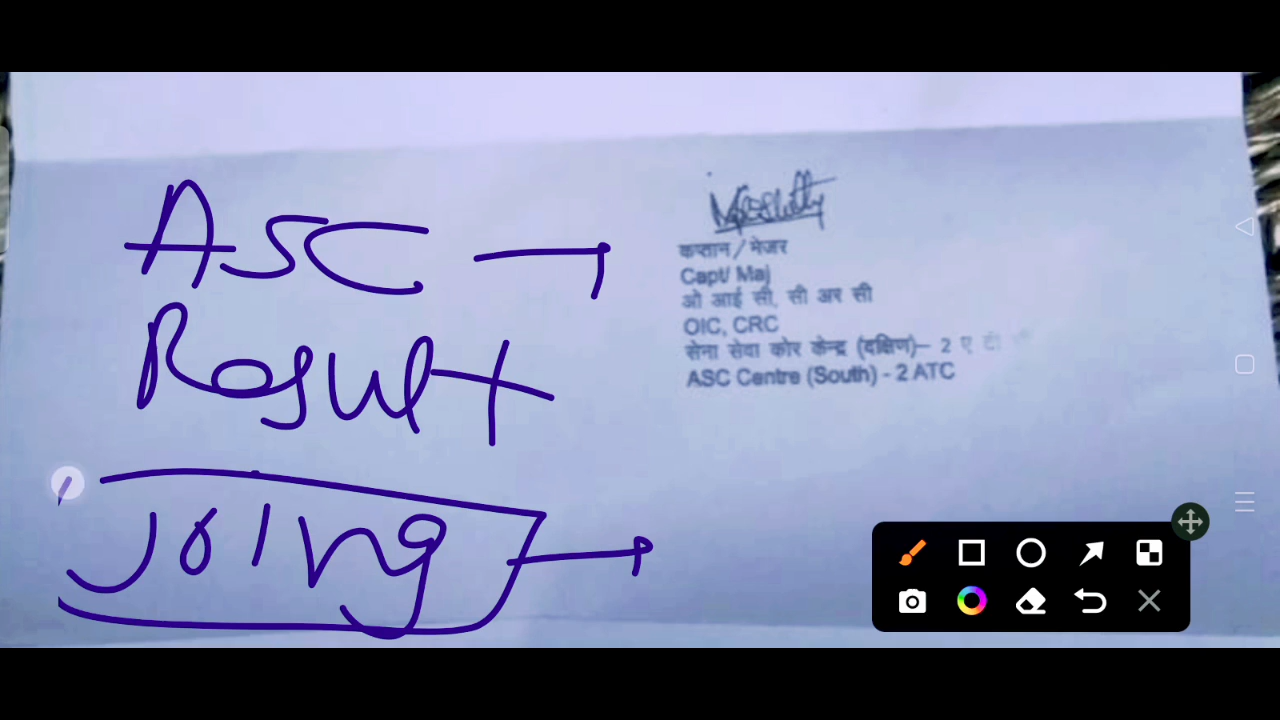 ASC
Result
Joing
कप्तान / मेजर
Capt/ Maj
ओ आई सी, सी आर सी
OIC, CRC
सेना सेवा कोर केन्द्र (दक्षिण)– 2 ए टी
ASC Centre (South) - 2 ATC